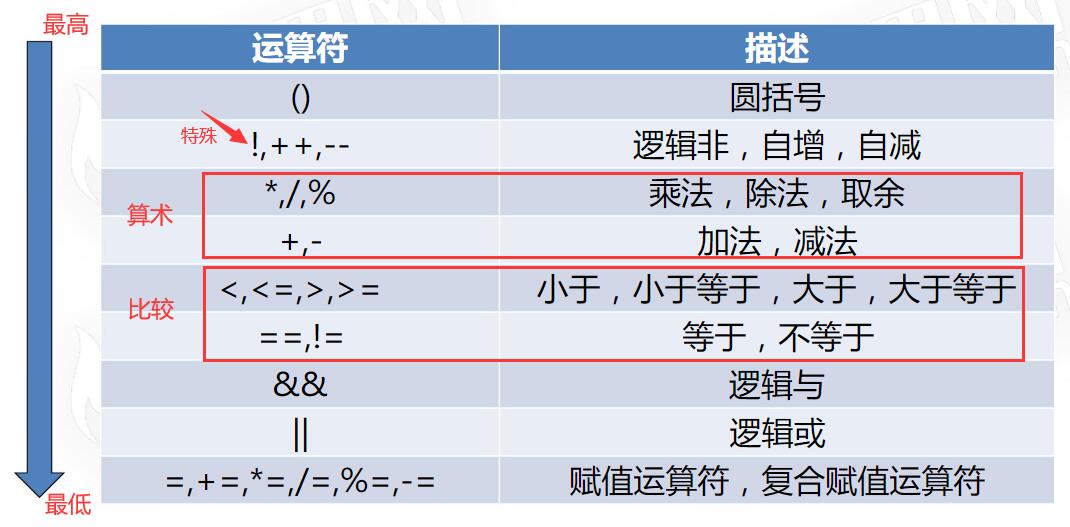 最高
运算符 描述
() 圆括号
特殊
!,++,-- 逻辑非，自增，自减
*,/,% 乘法，除法，取余
算术
+,- 加法，减法
<,<=,>,>= 小于，小于等于，大于，大于等于
比较
==,!= 等于，不等于
&& 逻辑与
|| 逻辑或
=,+=,*=,/=,%=,-= 赋值运算符，复合赋值运算符
最低